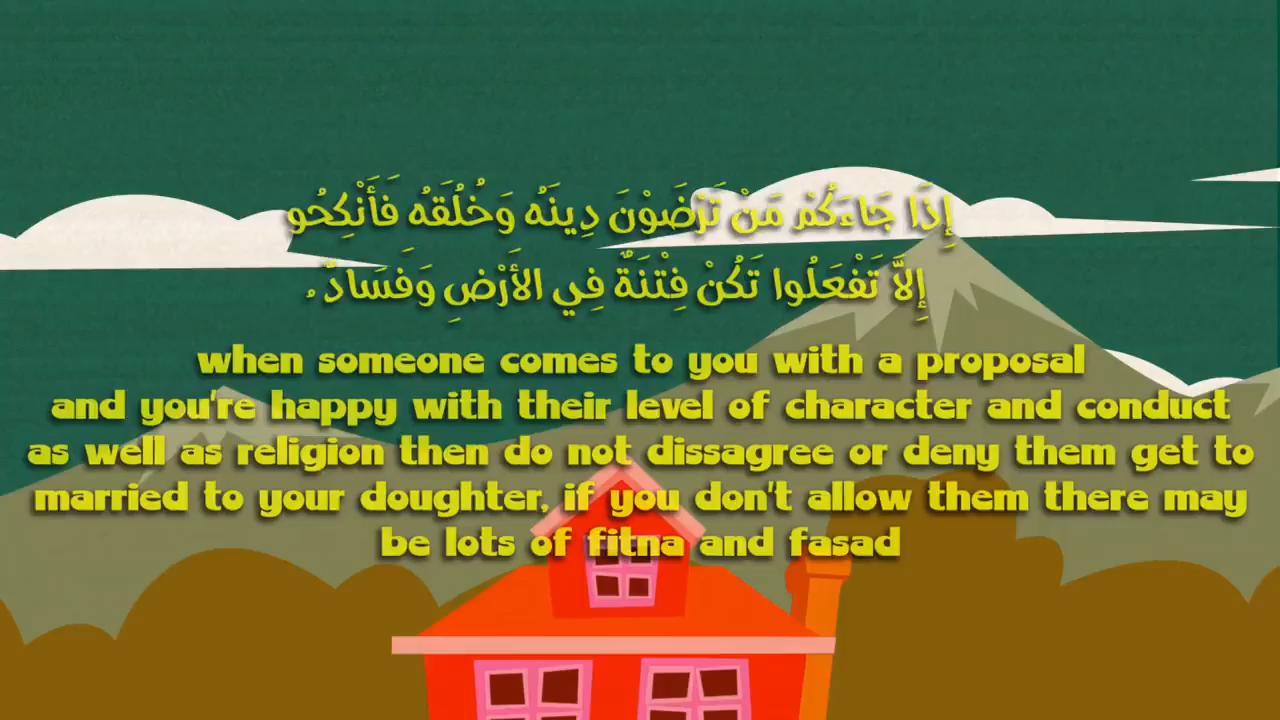 إِذَا جَاءَكُمْ مَنْ تَرْضَوْنَ دِينَهُ وَخُلُقَهُ فَأَنْكِحُو
إِلاَّ تَفْعَلُوا تَكُنْ فِتْنَةٌ فِي الأَرْضِ وَفَسَادٌ.
when someone comes to you with a proposal
and you're happy with their level of character and conduct
as well as religion then do not dissagree or deny them get to
married to your doughter, if you don't allow them there may
be lots of fitna and fasad